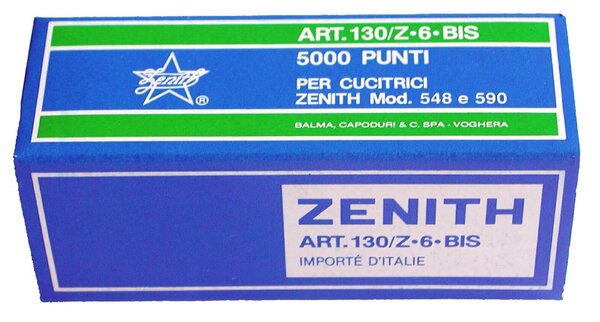 ART. 130/Z•6•BIS
5000 PUNTI
Zenith
®
PER CUCITRICI
ZENITH Mod. 548 e 590
BALMA, CAPODURI & C. SPA - VOGHERA
ZENITH
ART. 130/Z•6•BIS
IMPORTÉ D'ITALIE